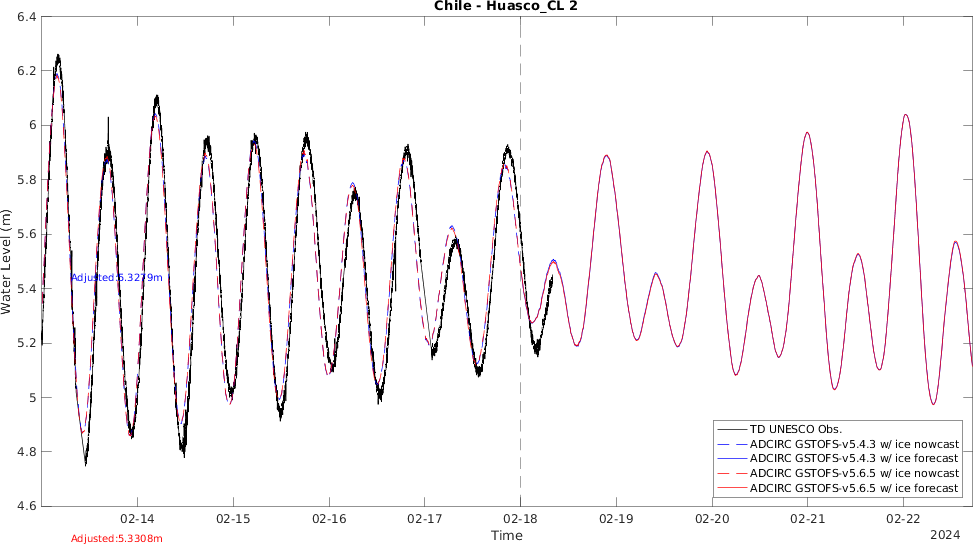 Chile - Huasco_CL 2
6.4
6.2
6
5.8
5.6
5.4
5.2
5
4.8
4.6
Water Level (m)
Adjusted:5.3279m
TD UNESCO Obs.
ADCIRC GSTOFS-v5.4.3 w/ ice nowcast
ADCIRC GSTOFS-v5.4.3 w/ ice forecast
ADCIRC GSTOFS-v5.6.5 w/ ice nowcast
ADCIRC GSTOFS-v5.6.5 w/ ice forecast
02-14 02-15 02-16 02-17 02-18 02-19 02-20 02-21 02-22
Time
2024
Adjusted:5.3308m